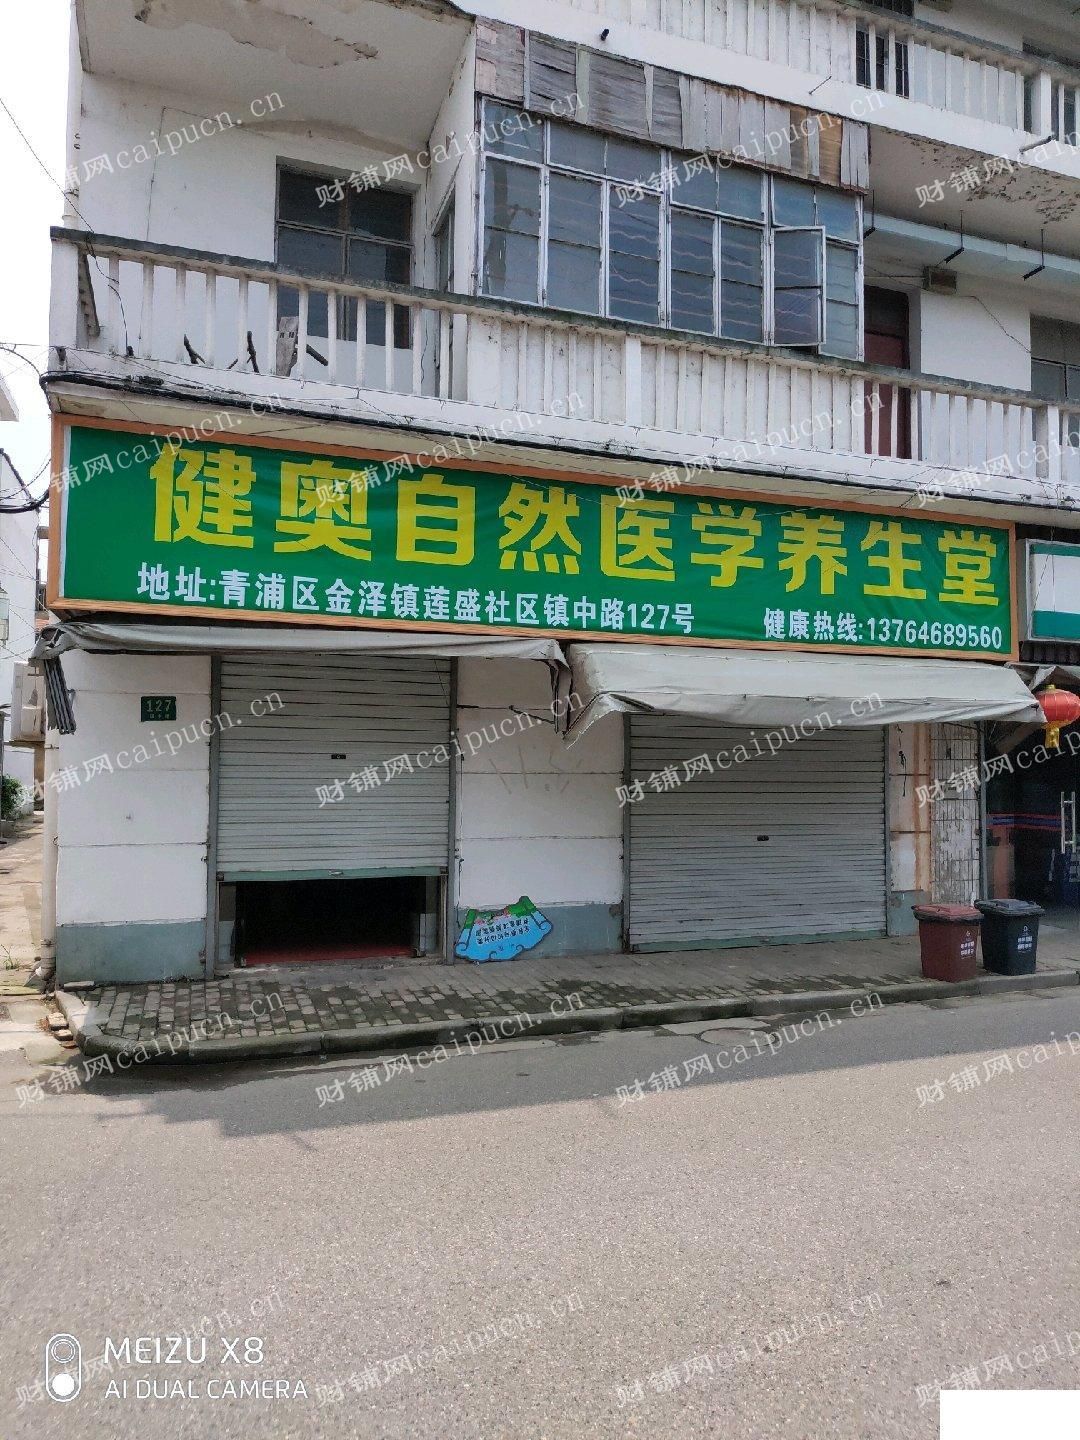 健奥自然医学养生堂
地址:青浦区金泽镇莲盛社区镇中路127号
健康热线:13764689560
127
MEIZU X8
AI DUAL CAMERA
财铺网caipucn.cn